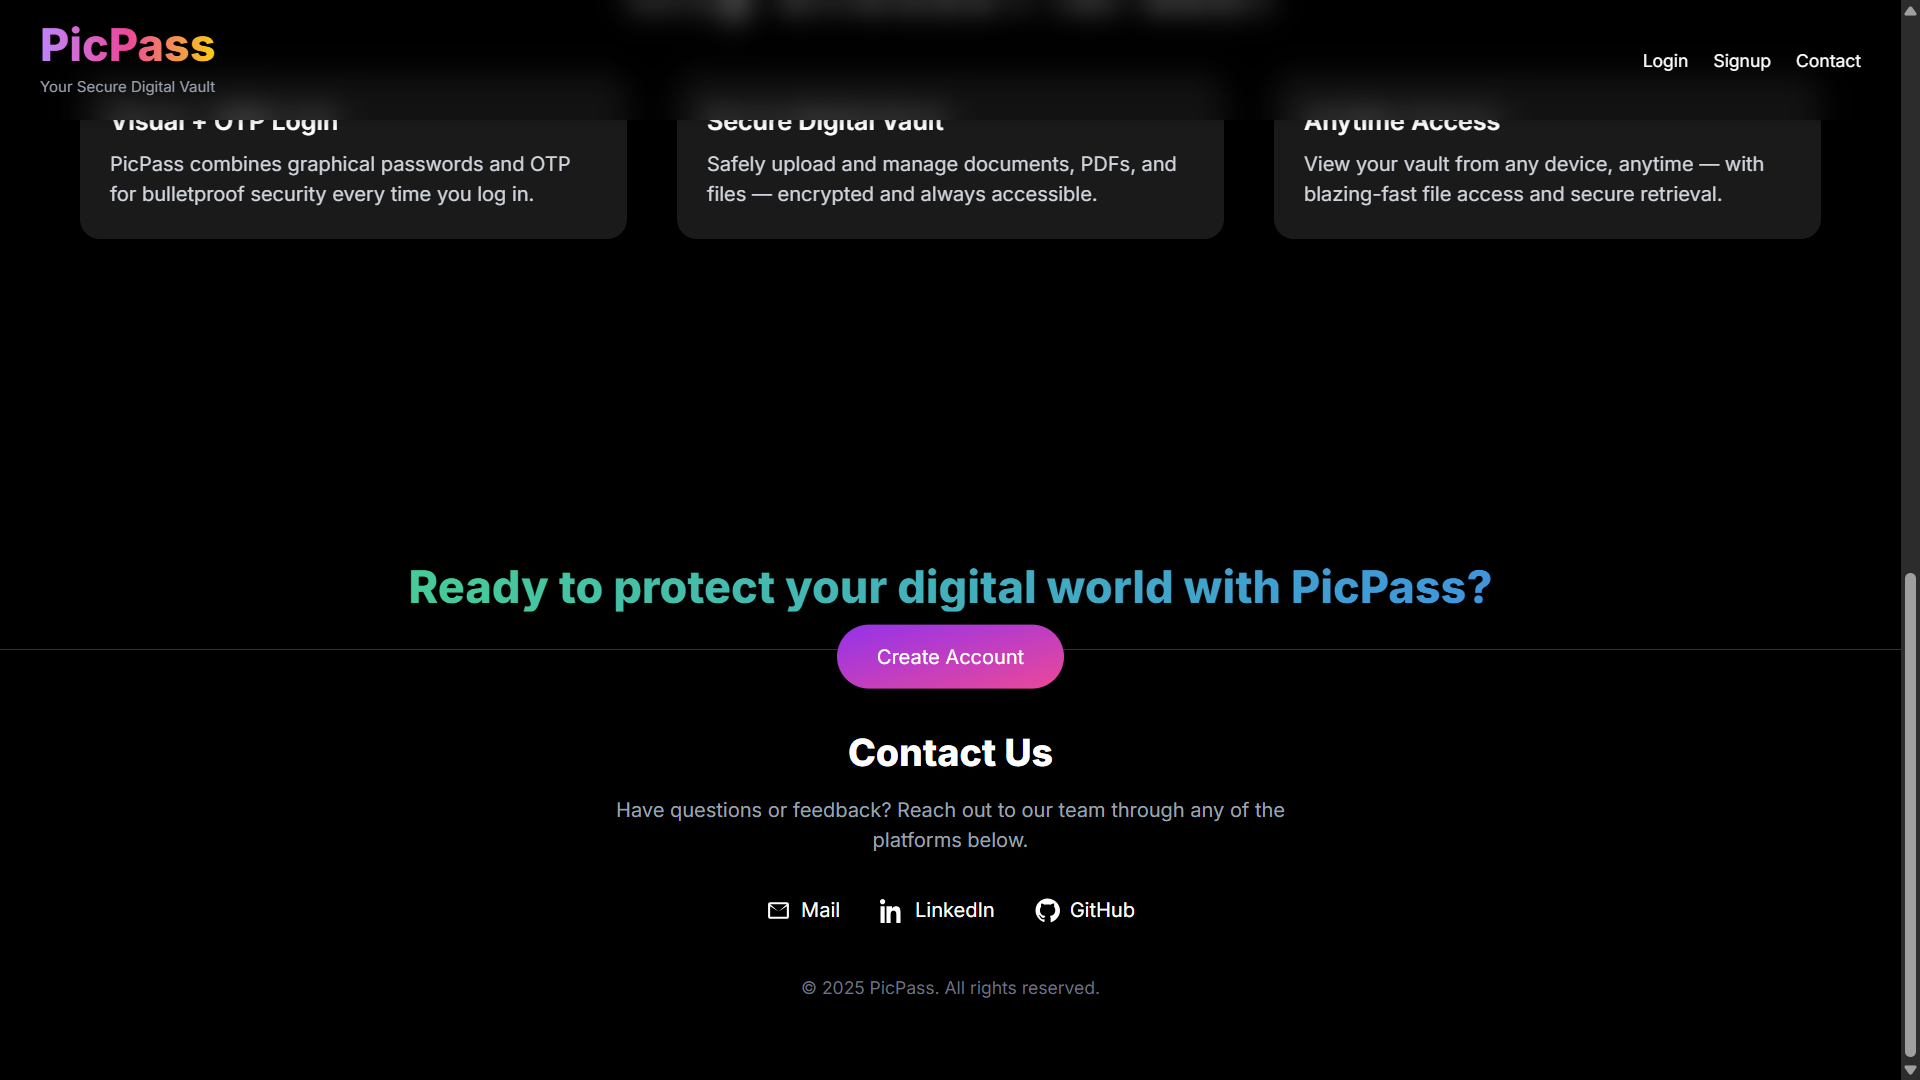 PicPass
Your Secure Digital Vault
Login Signup Contact
Visual + OTP Login
PicPass combines graphical passwords and OTP
for bulletproof security every time you log in.
Secure Digital Vault
Safely upload and manage documents, PDFs, and
files — encrypted and always accessible.
Anytime Access
View your vault from any device, anytime — with
blazing-fast file access and secure retrieval.
Ready to protect your digital world with PicPass?
Create Account
Contact Us
Have questions or feedback? Reach out to our team through any of the
platforms below.
Mail LinkedIn GitHub
© 2025 PicPass. All rights reserved.